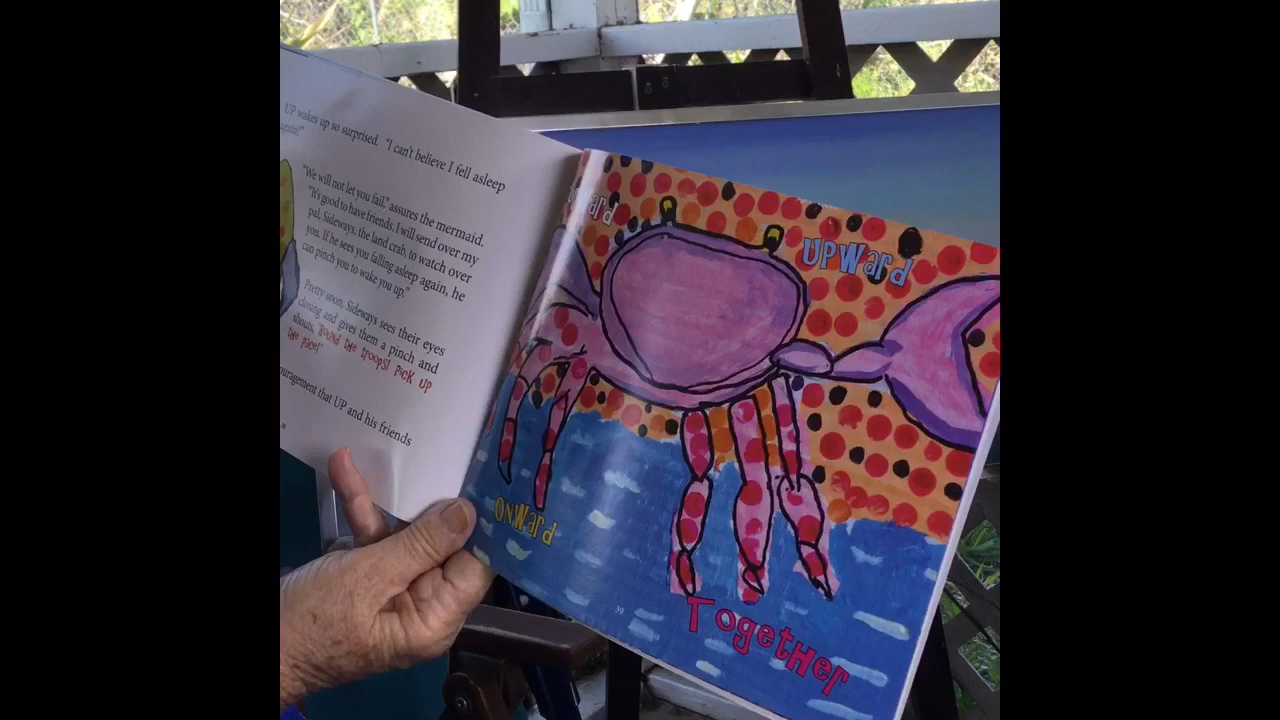 UP wakes up so surprised. "I can't believe I fell asleep
again!"
"We will not let you fail," assures the mermaid.
"It's good to have friends. I will send over my
pal, Sideways, the land crab, to watch over
you. If he sees you falling asleep again, he
can pinch you to wake you up."
Pretty soon, Sideways sees their eyes
closing and gives them a pinch and
shouts, "Round the troops! Pick up
the pace!"
ouragement that UP and his friends
UPWard
ONWard
Together
39